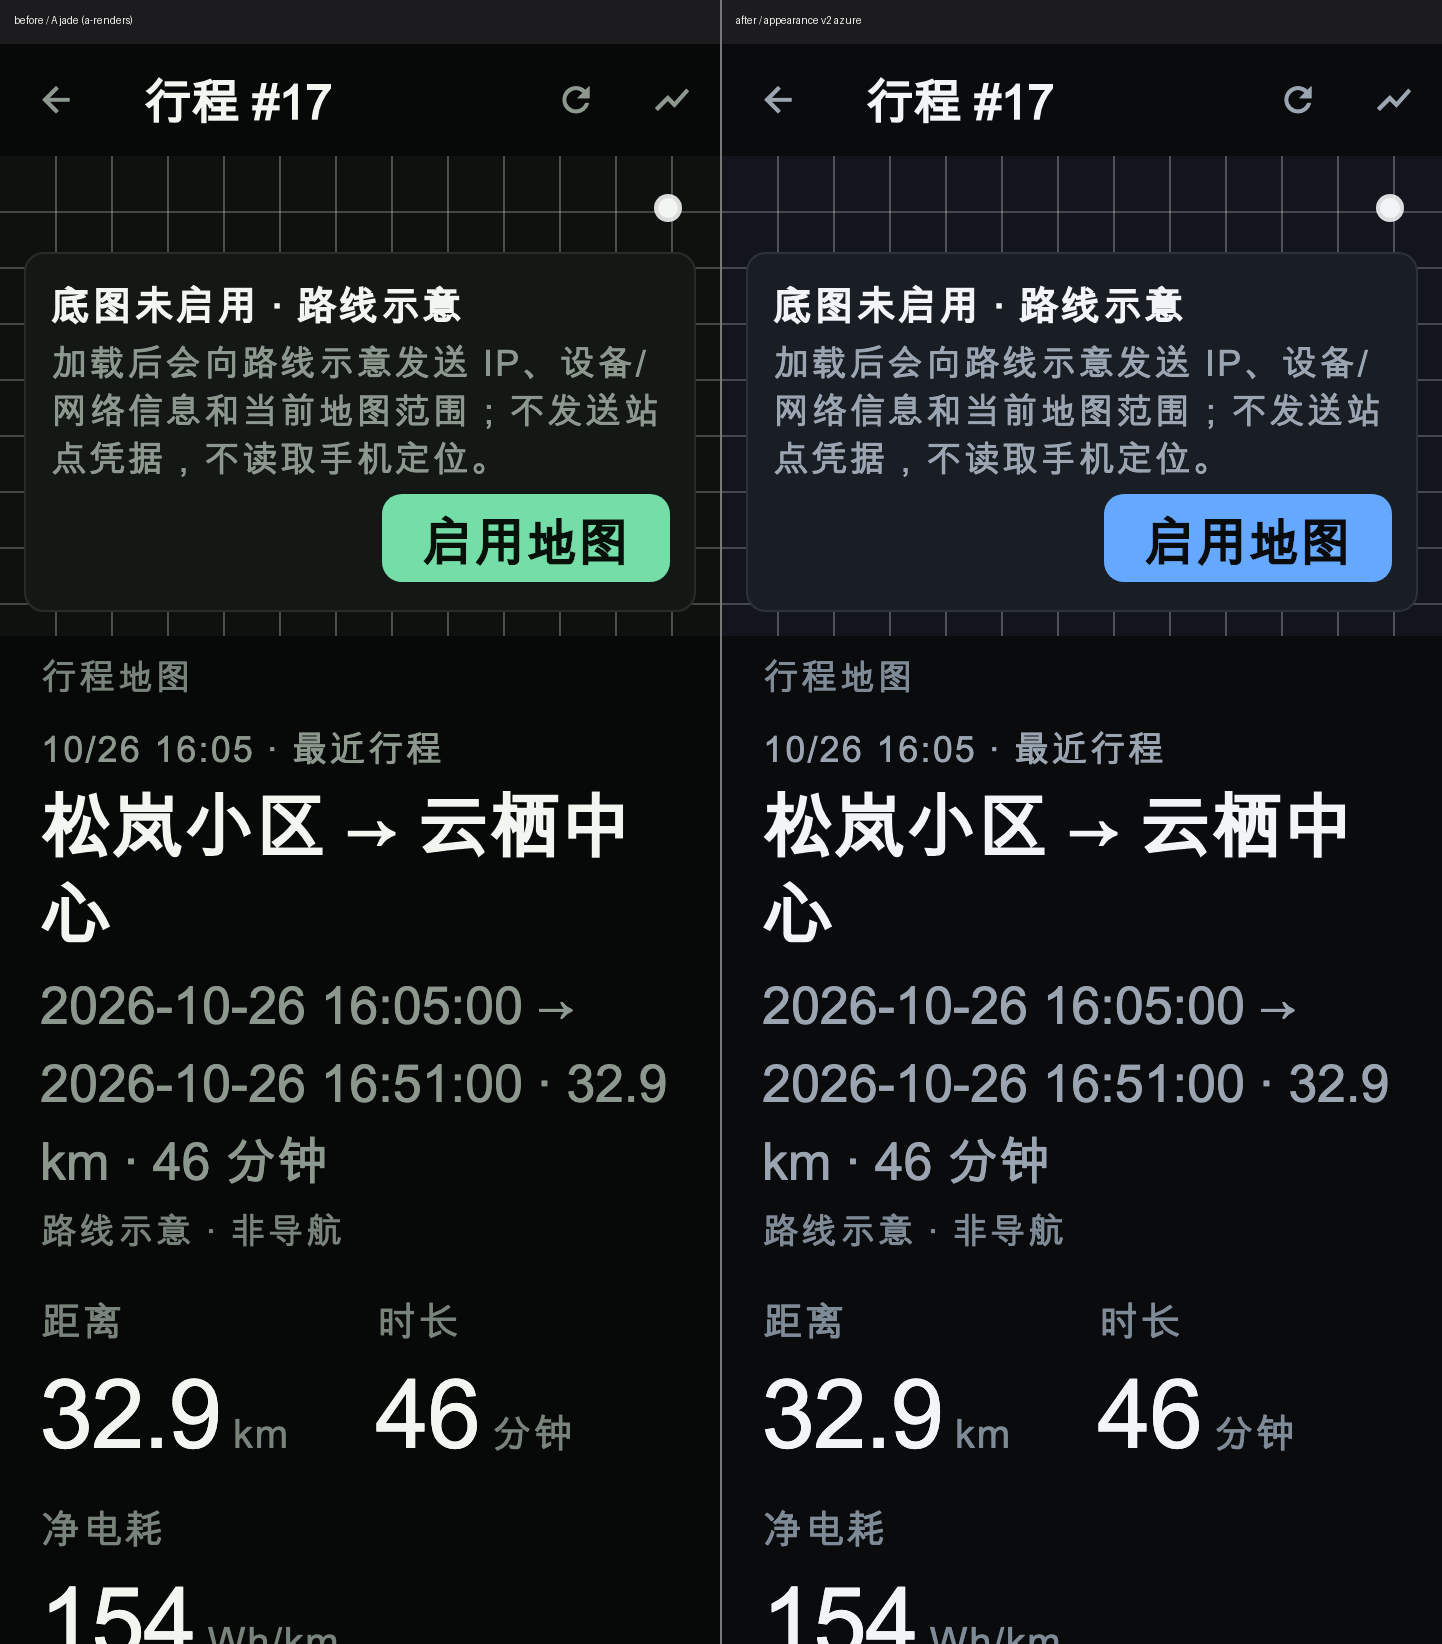 before / A jade (a-renders)
行程 #17
底图未启用 · 路线示意
加载后会向路线示意发送 IP、设备/
网络信息和当前地图范围；不发送站
点凭据，不读取手机定位。
启用地图
行程地图
10/26 16:05 · 最近行程
松岚小区 → 云栖中
心
2026-10-26 16:05:00 →
2026-10-26 16:51:00 · 32.9
km · 46 分钟
路线示意 · 非导航
距离 时长
32.9 km 46 分钟
净电耗
154 Wh/km
after / appearance v2 azure
行程 #17
底图未启用 · 路线示意
加载后会向路线示意发送 IP、设备/
网络信息和当前地图范围；不发送站
点凭据，不读取手机定位。
启用地图
行程地图
10/26 16:05 · 最近行程
松岚小区 → 云栖中
心
2026-10-26 16:05:00 →
2026-10-26 16:51:00 · 32.9
km · 46 分钟
路线示意 · 非导航
距离 时长
32.9 km 46 分钟
净电耗
154 Wh/km